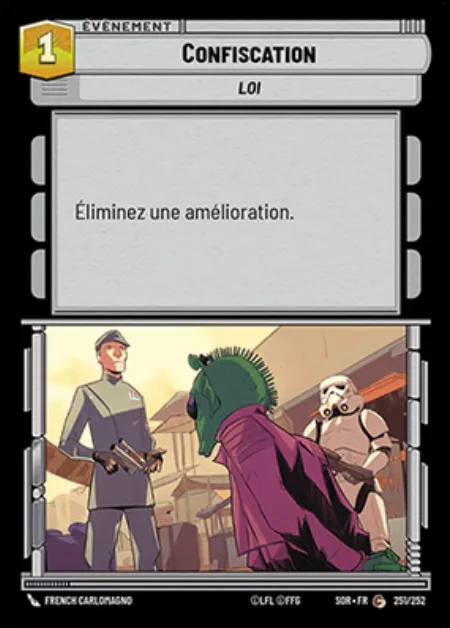 ÉVÉNEMENT
1
CONFISCATION
LOI
Éliminez une amélioration.
FRENCH CARLOMAGNO
©LFL ©FFG
SOR • FR
C
251/252